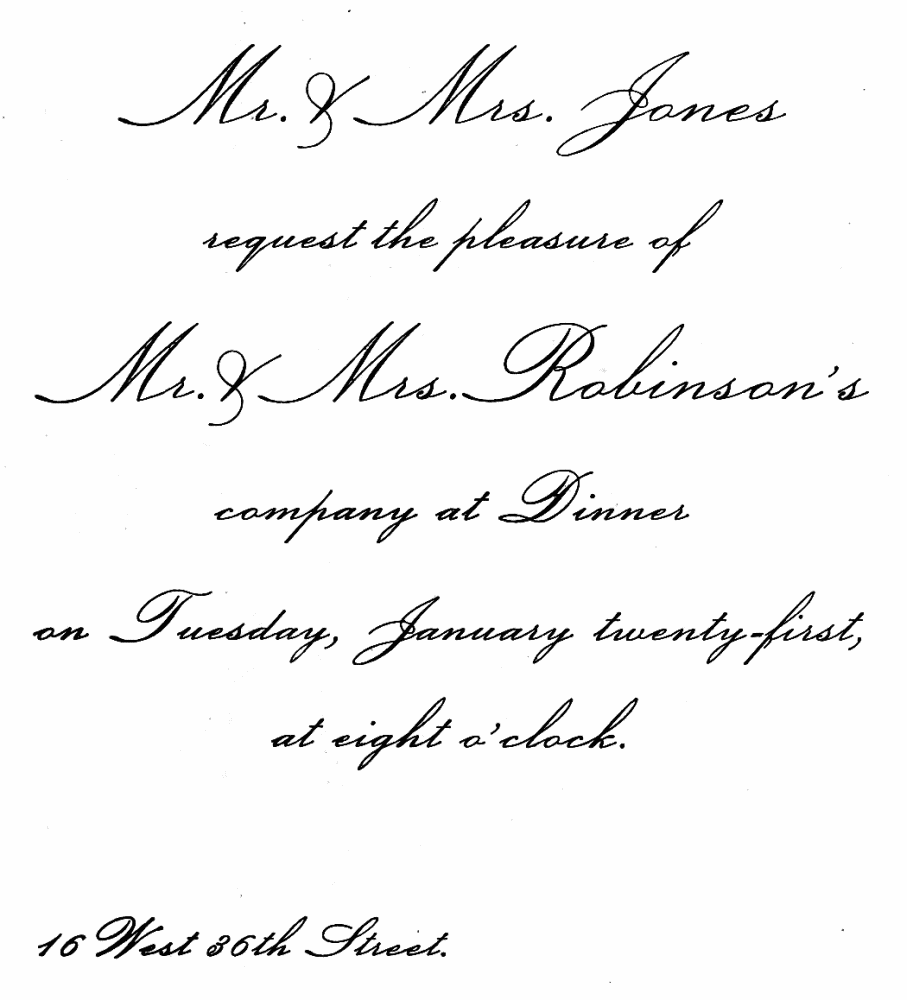 Mr. & Mrs. Jones
request the pleasure of
Mr. & Mrs. Robinson's
company at Dinner
on Tuesday, January twenty-first,
at eight o'clock.
16 West 36th Street.